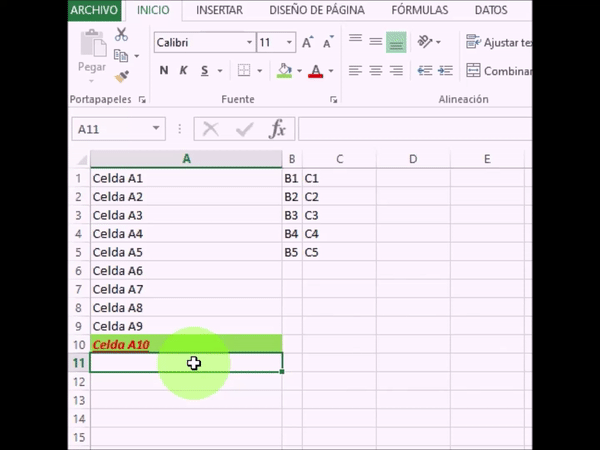 ARCHIVO INICIO INSERTAR DISEÑO DE PÁGINA FÓRMULAS DATOS
Calibri 11 A A Ajustar te
Pegar N K S A Combinar
Portapapeles Fuente Alineación
A11 fx
A B C D E
1 Celda A1 B1 C1
2 Celda A2 B2 C2
3 Celda A3 B3 C3
4 Celda A4 B4 C4
5 Celda A5 B5 C5
6 Celda A6
7 Celda A7
8 Celda A8
9 Celda A9
10 Celda A10
11
12
13
14
15